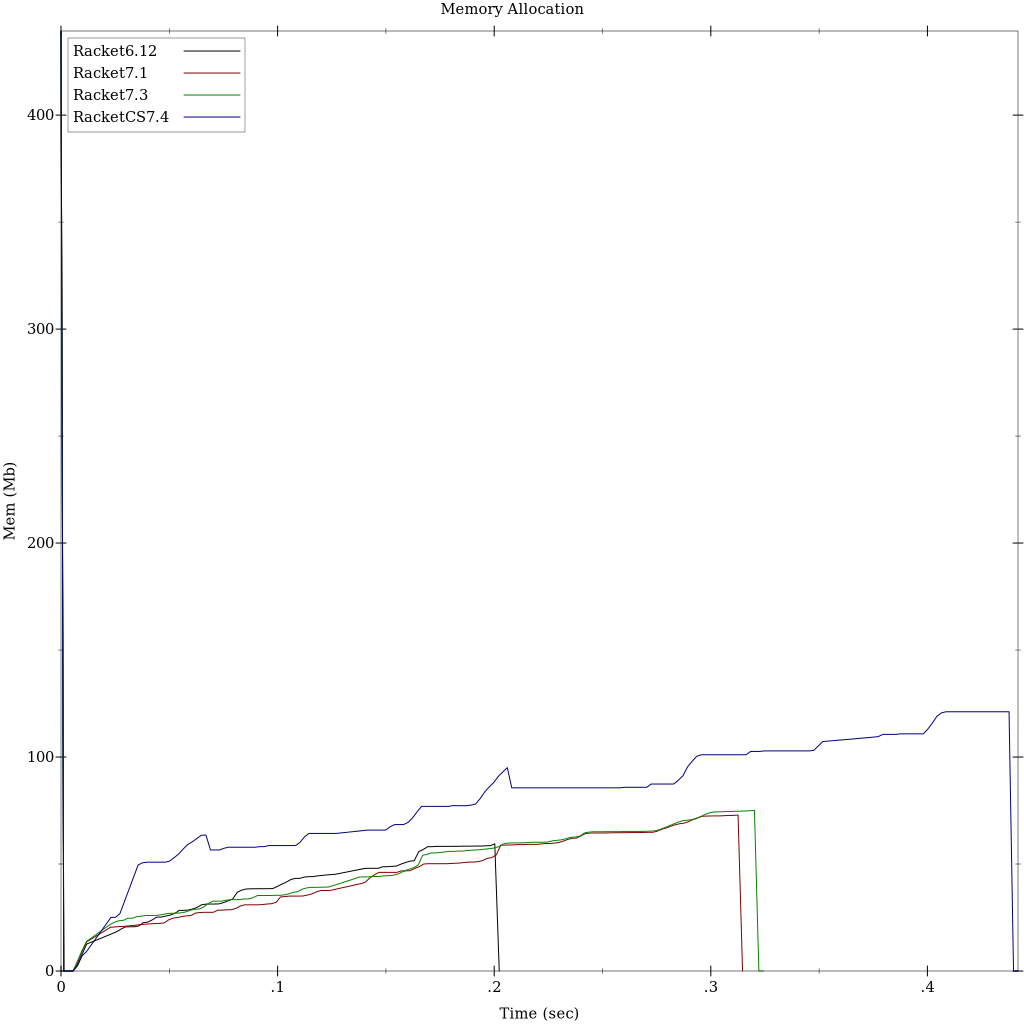 Memory Allocation
Racket6.12
Racket7.1
Racket7.3
RacketCS7.4
400
300
200
100
0
Mem (Mb)
0 .1 .2 .3 .4
Time (sec)